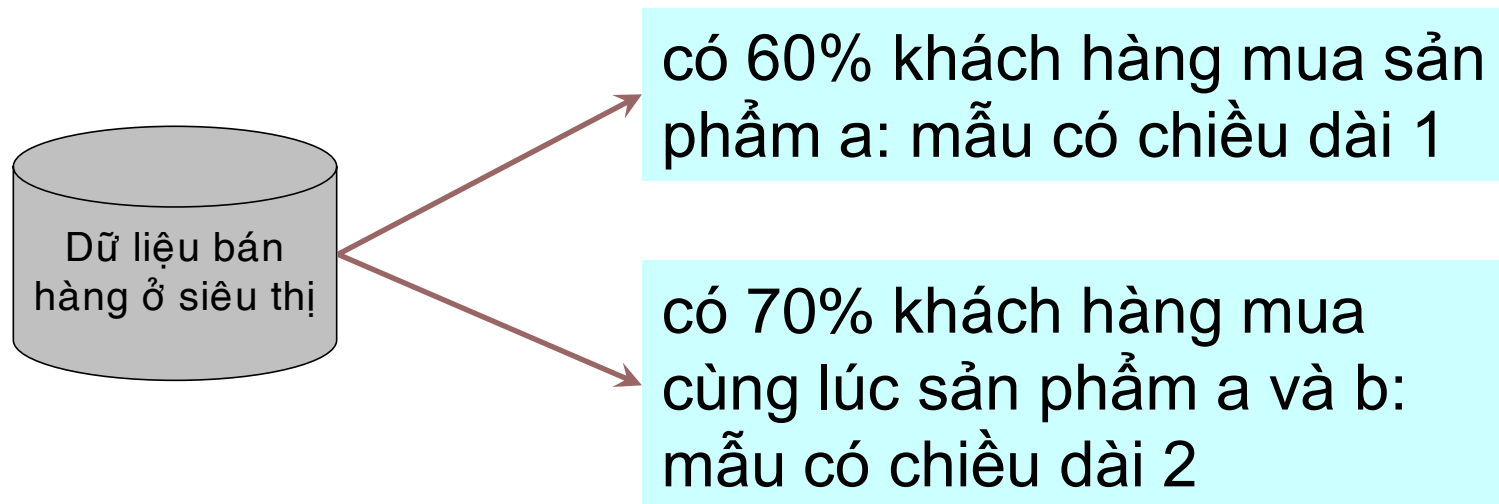 Dữ liệu bán
hàng ở siêu thị
có 60% khách hàng mua sản
phẩm a: mẫu có chiều dài 1
có 70% khách hàng mua
cùng lúc sản phẩm a và b:
mẫu có chiều dài 2